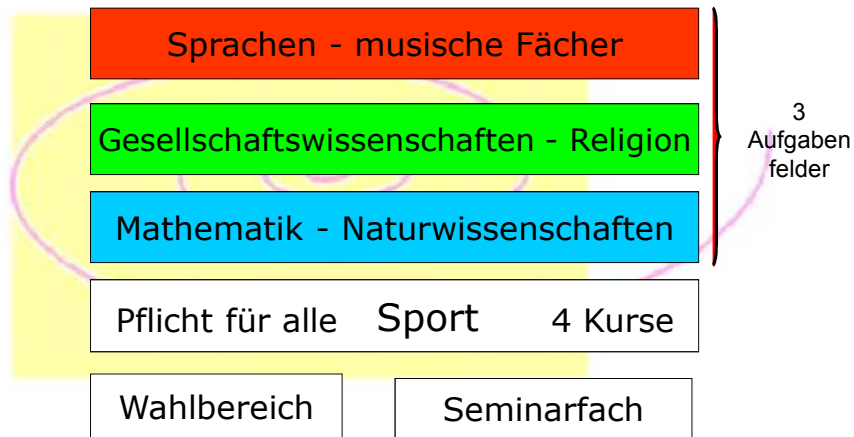 Sprachen - musische Fächer
Gesellschaftswissenschaften - Religion
Mathematik - Naturwissenschaften
3
Aufgaben
felder
Pflicht für alle Sport 4 Kurse
Wahlbereich
Seminarfach